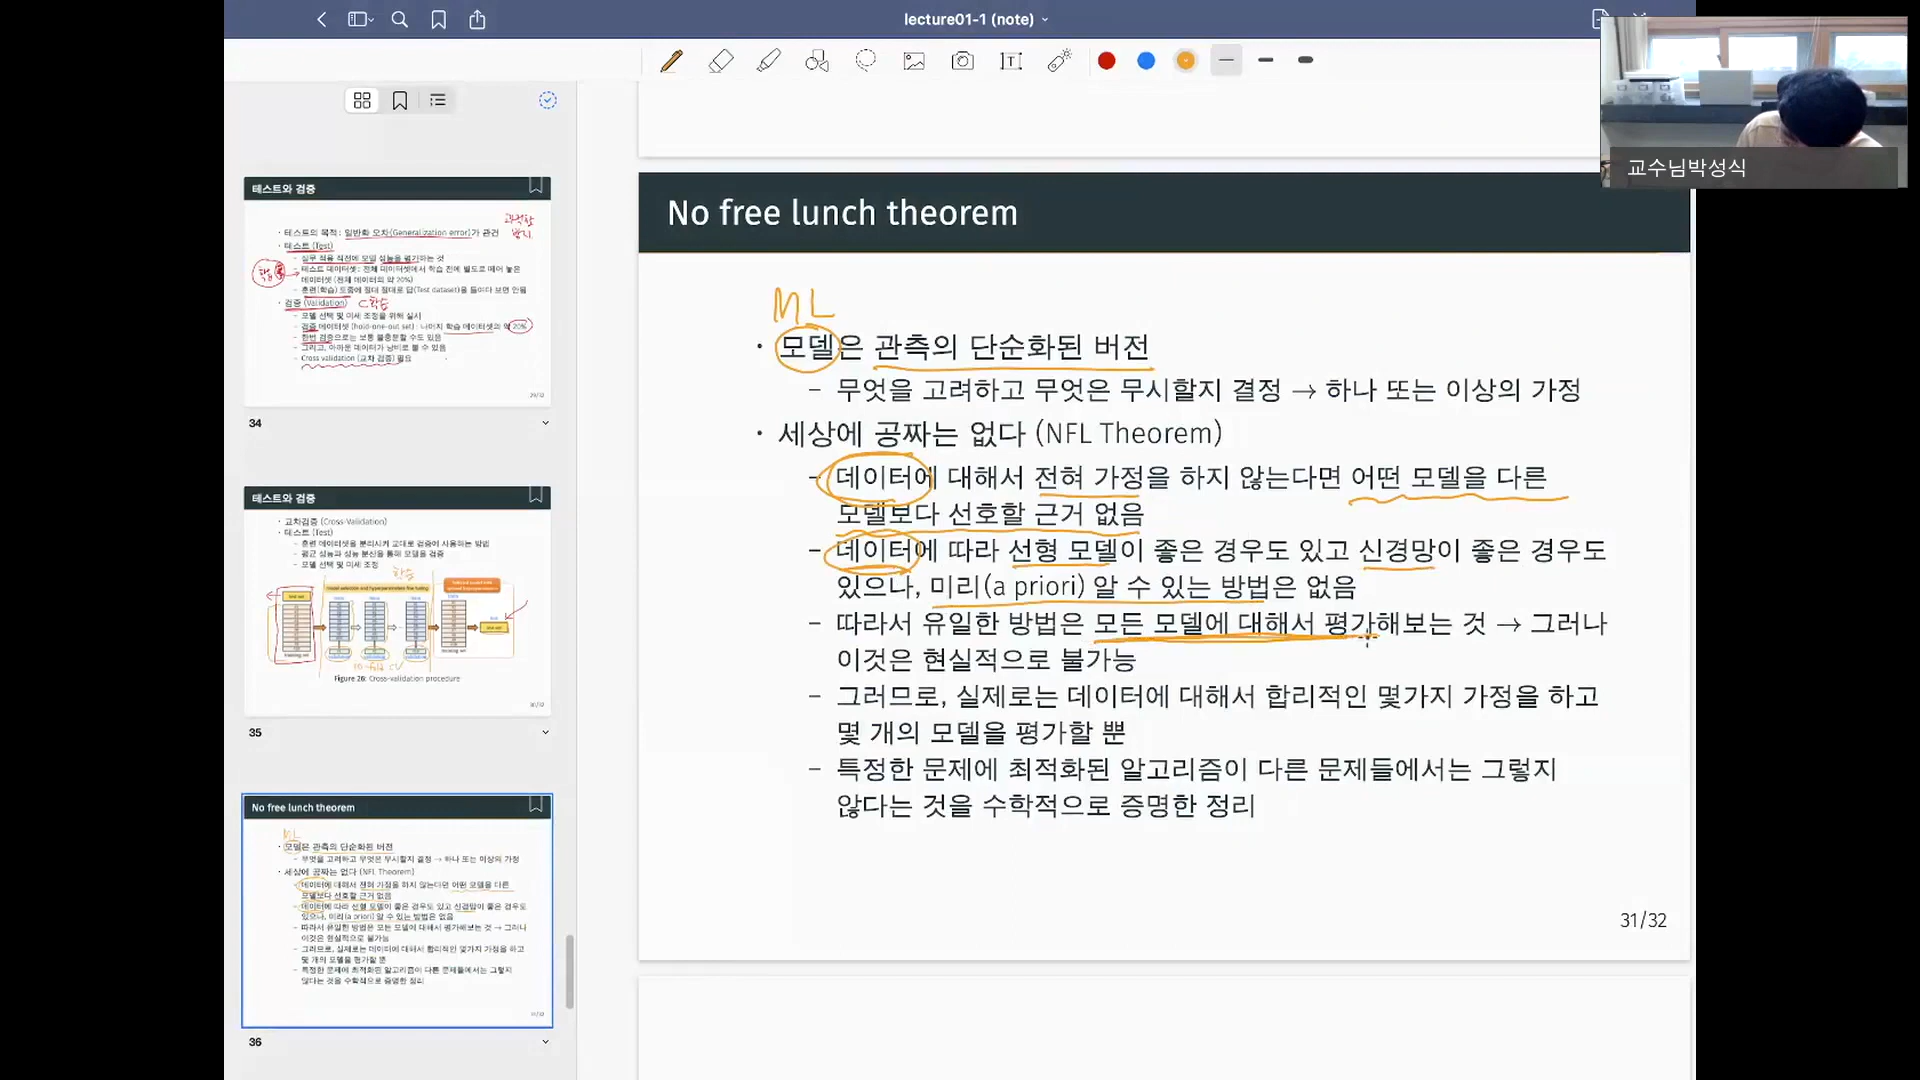 lecture01-1 (note)
교수님박성식
테스트와 검증
테스트의 목적 : 일반화 오차(Generalization error)가 관건
테스트 (Test)
실무 적용 직전에 모델 성능을 평가하는 것
테스트 데이터셋 : 전체 데이터셋에서 학습 전에 별도로 떼어 놓은
데이터셋 (전체 데이터의 약 20%)
훈련(학습) 도중에 절대 절대로 답(Test dataset)을 들이다 보면 안됨
검증 (Validation)
모델 선택 및 미세 조정을 위해 실시
검증 데이터셋 (hold-one-out set) : 나머지 학습 데이터셋의 약 20%
한번 검증으로는 보통 불충분할 수도 있음
그리고, 아까운 데이터가 낭비로 볼 수 있음
Cross validation (교차 검증) 필요
29/32
34
테스트와 검증
교차검증 (Cross-Validation)
테스트 (Test)
훈련 데이터셋을 분리시켜 교대로 검증에 사용하는 방법
평균 성능과 성능 분산을 통해 모델을 검증
모델 선택 및 미세 조정
학습
10-fold CV
Figure 26: Cross-validation procedure
30/32
35
No free lunch theorem
ML
모델은 관측의 단순화된 버전
– 무엇을 고려하고 무엇은 무시할지 결정 → 하나 또는 이상의 가정
세상에 공짜는 없다 (NFL Theorem)
– 데이터에 대해서 전혀 가정을 하지 않는다면 어떤 모델을 다른
모델보다 선호할 근거 없음
– 데이터에 따라 선형 모델이 좋은 경우도 있고 신경망이 좋은 경우도
있으나, 미리(a priori) 알 수 있는 방법은 없음
– 따라서 유일한 방법은 모든 모델에 대해서 평가해보는 것 → 그러나
이것은 현실적으로 불가능
– 그러므로, 실제로는 데이터에 대해서 합리적인 몇가지 가정을 하고
몇 개의 모델을 평가할 뿐
– 특정한 문제에 최적화된 알고리즘이 다른 문제들에서는 그렇지
않다는 것을 수학적으로 증명한 정리
31/32
36
No free lunch theorem
ML
· 모델은 관측의 단순화된 버전
– 무엇을 고려하고 무엇은 무시할지 결정 → 하나 또는 이상의 가정
· 세상에 공짜는 없다 (NFL Theorem)
– 데이터에 대해서 전혀 가정을 하지 않는다면 어떤 모델을 다른
모델보다 선호할 근거 없음
– 데이터에 따라 선형 모델이 좋은 경우도 있고 신경망이 좋은 경우도
있으나, 미리(a priori) 알 수 있는 방법은 없음
– 따라서 유일한 방법은 모든 모델에 대해서 평가해보는 것 → 그러나
이것은 현실적으로 불가능
– 그러므로, 실제로는 데이터에 대해서 합리적인 몇가지 가정을 하고
몇 개의 모델을 평가할 뿐
– 특정한 문제에 최적화된 알고리즘이 다른 문제들에서는 그렇지
않다는 것을 수학적으로 증명한 정리
31/32